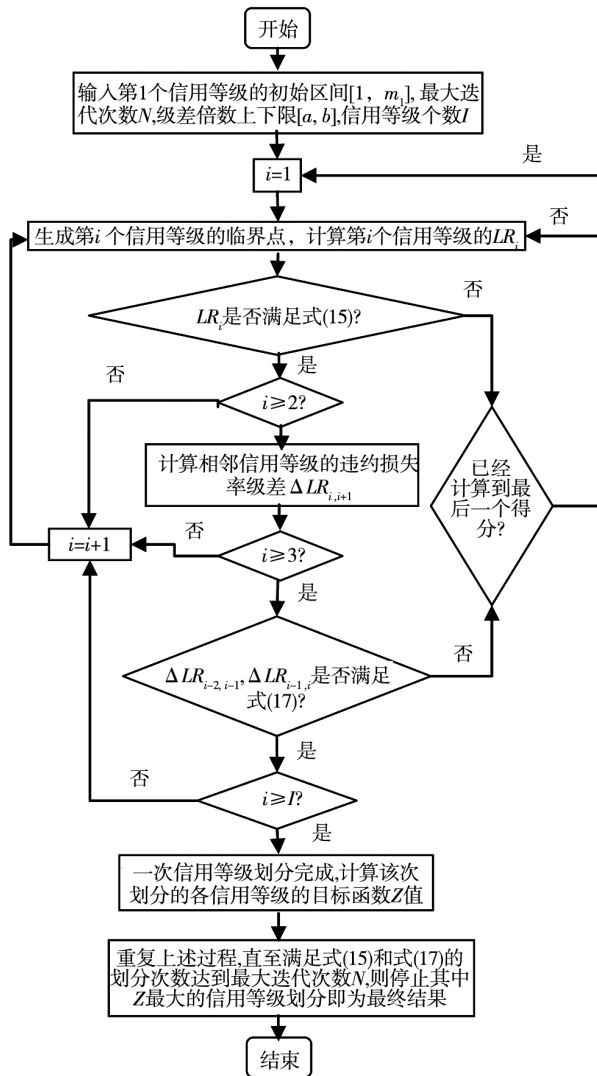 开始
输入第1个信用等级的初始区间[1, m₁],最大迭
代次数N,级差倍数上下限[a, b],信用等级个数I
是
i=1
否
生成第i 个信用等级的临界点，计算第i个信用等级的LRᵢ
否
LRᵢ是否满足式(15)?
是
否
i≥2?
是
计算相邻信用等级的违约损失
率级差ΔLRᵢ,ᵢ₊₁
已经
计算到最
后一个得
分?
否
i=i+1
i≥3?
是
否
ΔLRᵢ₋₂,ᵢ₋₁,ΔLRᵢ₋₁,ᵢ是否满足
式(17)?
是
否
i≥I?
是
一次信用等级划分完成,计算该次
划分的各信用等级的目标函数Z值
重复上述过程,直至满足式(15)和式(17)的
划分次数达到最大迭代次数N,则停止其中
Z最大的信用等级划分即为最终结果
结束